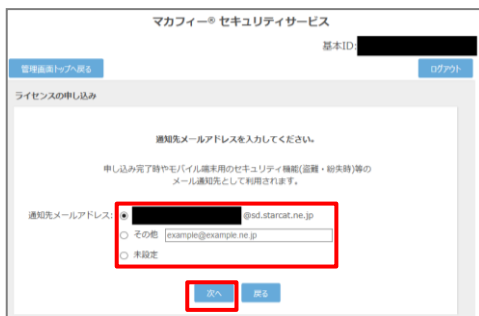 マカフィー® セキュリティサービス
基本ID:
管理画面トップへ戻る
ログアウト
ライセンスの申し込み
通知先メールアドレスを入力してください。
申し込み完了時やモバイル端末用のセキュリティ機能(盗難・紛失時)等の
メール通知先として利用されます。
通知先メールアドレス: @sd.starcat.ne.jp
その他 example@example.ne.jp
未設定
次へ 戻る